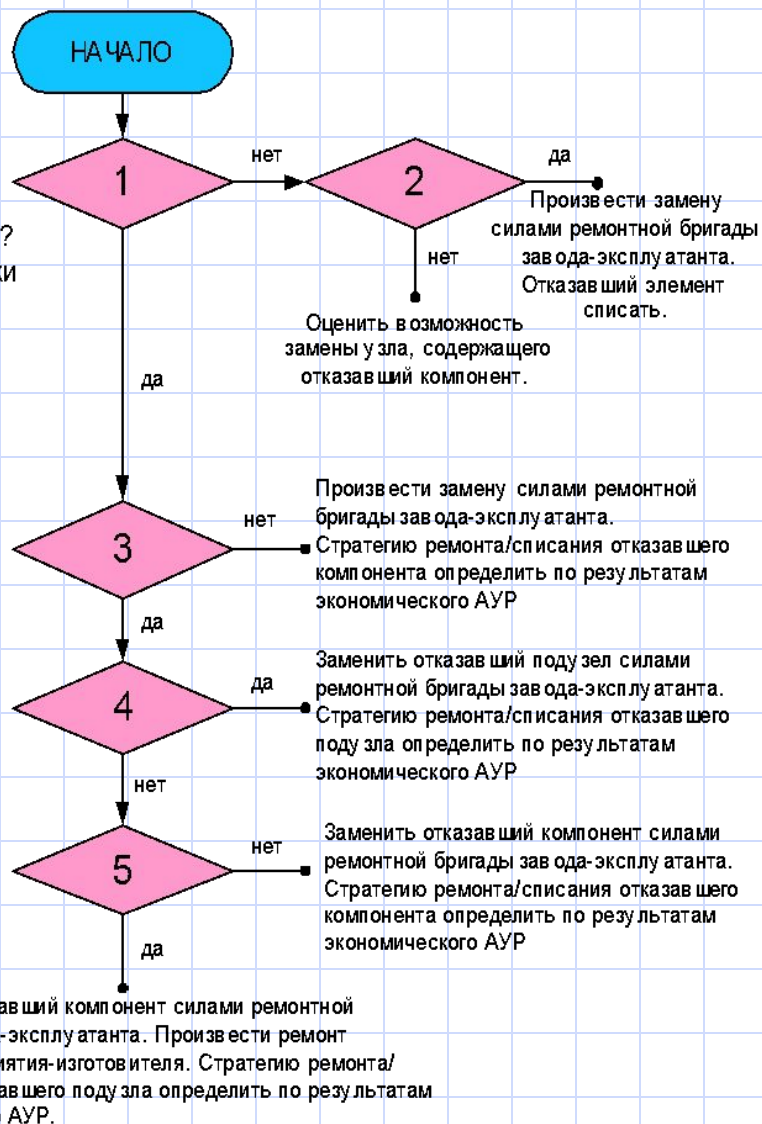 НАЧАЛО
1
нет
2
да
?
ки
Произвести замену
силами ремонтной бригады
завода-эксплуатанта.
Отказавший элемент
списать.
нет
Оценить возможность
замены узла, содержащего
отказавший компонент.
да
3
нет
Произвести замену силами ремонтной
бригады завода-эксплуатанта.
Стратегию ремонта/списания отказавшего
компонента определить по результатам
экономического АУР
да
4
да
Заменить отказавший подузел силами
ремонтной бригады завода-эксплуатанта.
Стратегию ремонта/списания отказавшего
подузла определить по результатам
экономического АУР
нет
5
нет
Заменить отказавший компонент силами
ремонтной бригады завода-эксплуатанта.
Стратегию ремонта/списания отказавшего
компонента определить по результатам
экономического АУР
да
авший компонент силами ремонтной
-эксплуатанта. Произвести ремонт
иятия-изготовителя. Стратегию ремонта/
авшего подузла определить по результатам
АУР.